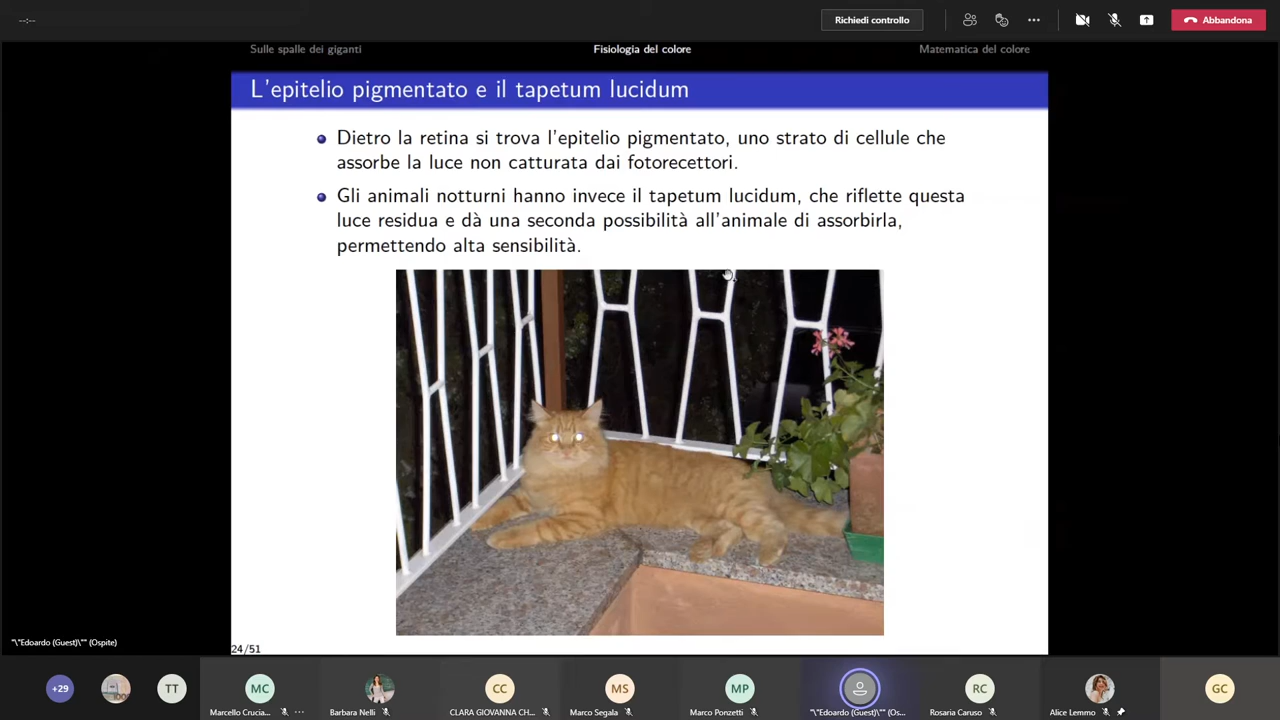 --:--
Richiedi controllo
Abbandona
Sulle spalle dei giganti
Fisiologia del colore
Matematica del colore
L'epitelio pigmentato e il tapetum lucidum
Dietro la retina si trova l'epitelio pigmentato, uno strato di cellule che
assorbe la luce non catturata dai fotorecettori.
Gli animali notturni hanno invece il tapetum lucidum, che riflette questa
luce residua e dà una seconda possibilità all'animale di assorbirla,
permettendo alta sensibilità.
"\"Edoardo (Guest)\"" (Ospite)
24/51
+29
TT
MC
CC
MS
MP
RC
GC
Marcello Crucia...
Barbara Nelli
CLARA GIOVANNA CH...
Marco Segala
Marco Ponzetti
"\"Edoardo (Guest)\"" (Os...
Rosaria Caruso
Alice Lemmo